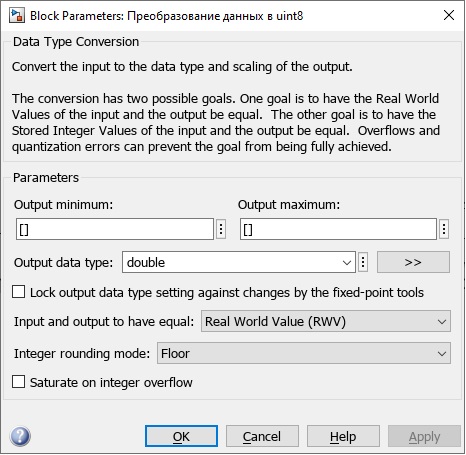 Block Parameters: Преобразование данных в uint8
Data Type Conversion
Convert the input to the data type and scaling of the output.
The conversion has two possible goals. One goal is to have the Real World
Values of the input and the output be equal. The other goal is to have the
Stored Integer Values of the input and the output be equal. Overflows and
quantization errors can prevent the goal from being fully achieved.
Parameters
Output minimum: Output maximum:
[] []
Output data type: double >>
Lock output data type setting against changes by the fixed-point tools
Input and output to have equal: Real World Value (RWV)
Integer rounding mode: Floor
Saturate on integer overflow
? OK Cancel Help Apply